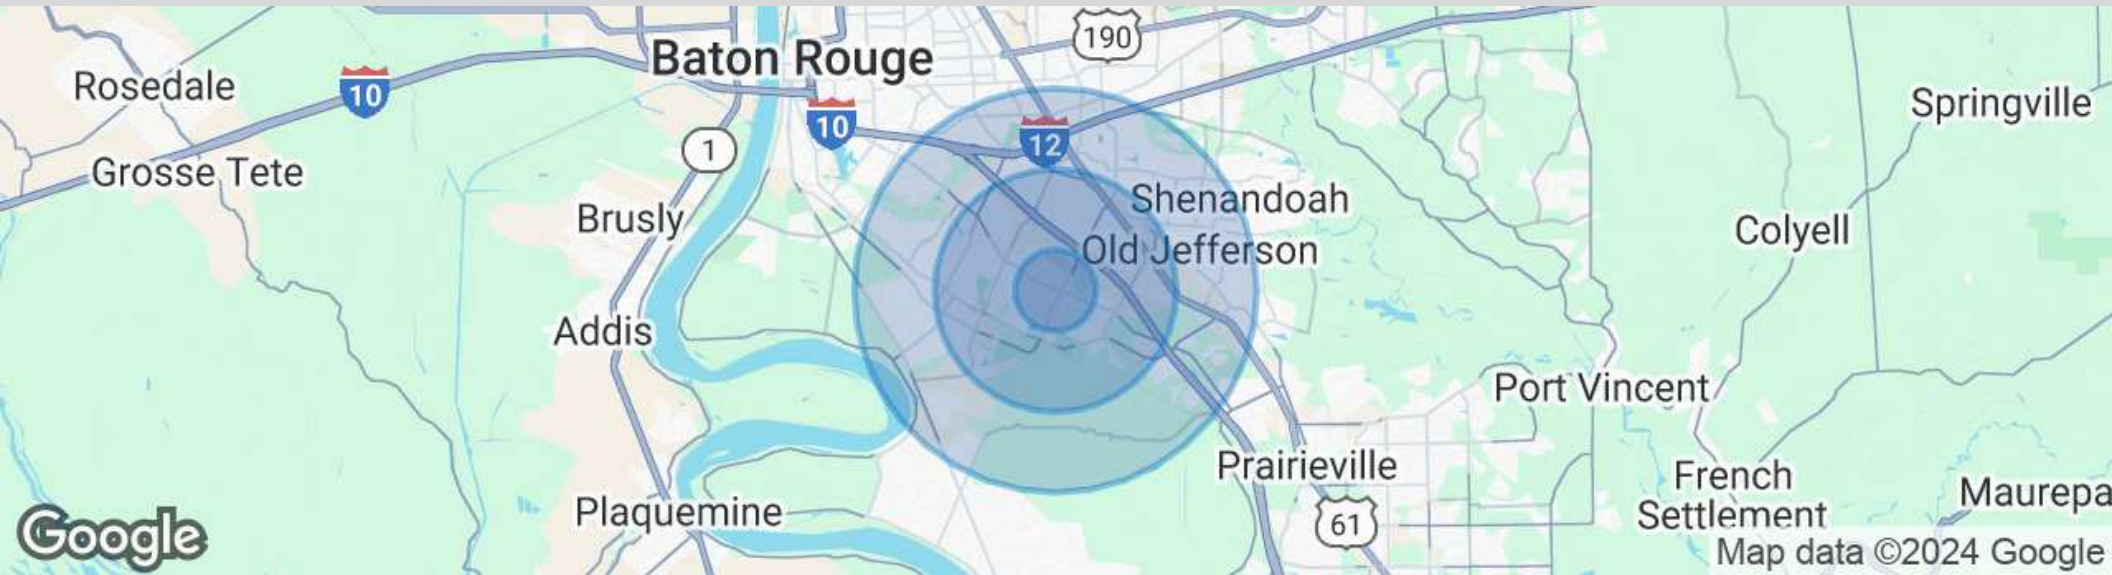 190
Baton Rouge
Rosedale
10
Springville
10
12
1
Grosse Tete
Shenandoah
Brusly
Colyell
Old Jefferson
Addis
Port Vincent
Prairieville
French
Settlement
Maurepa
Plaquemine
61
Google
Map data ©2024 Google